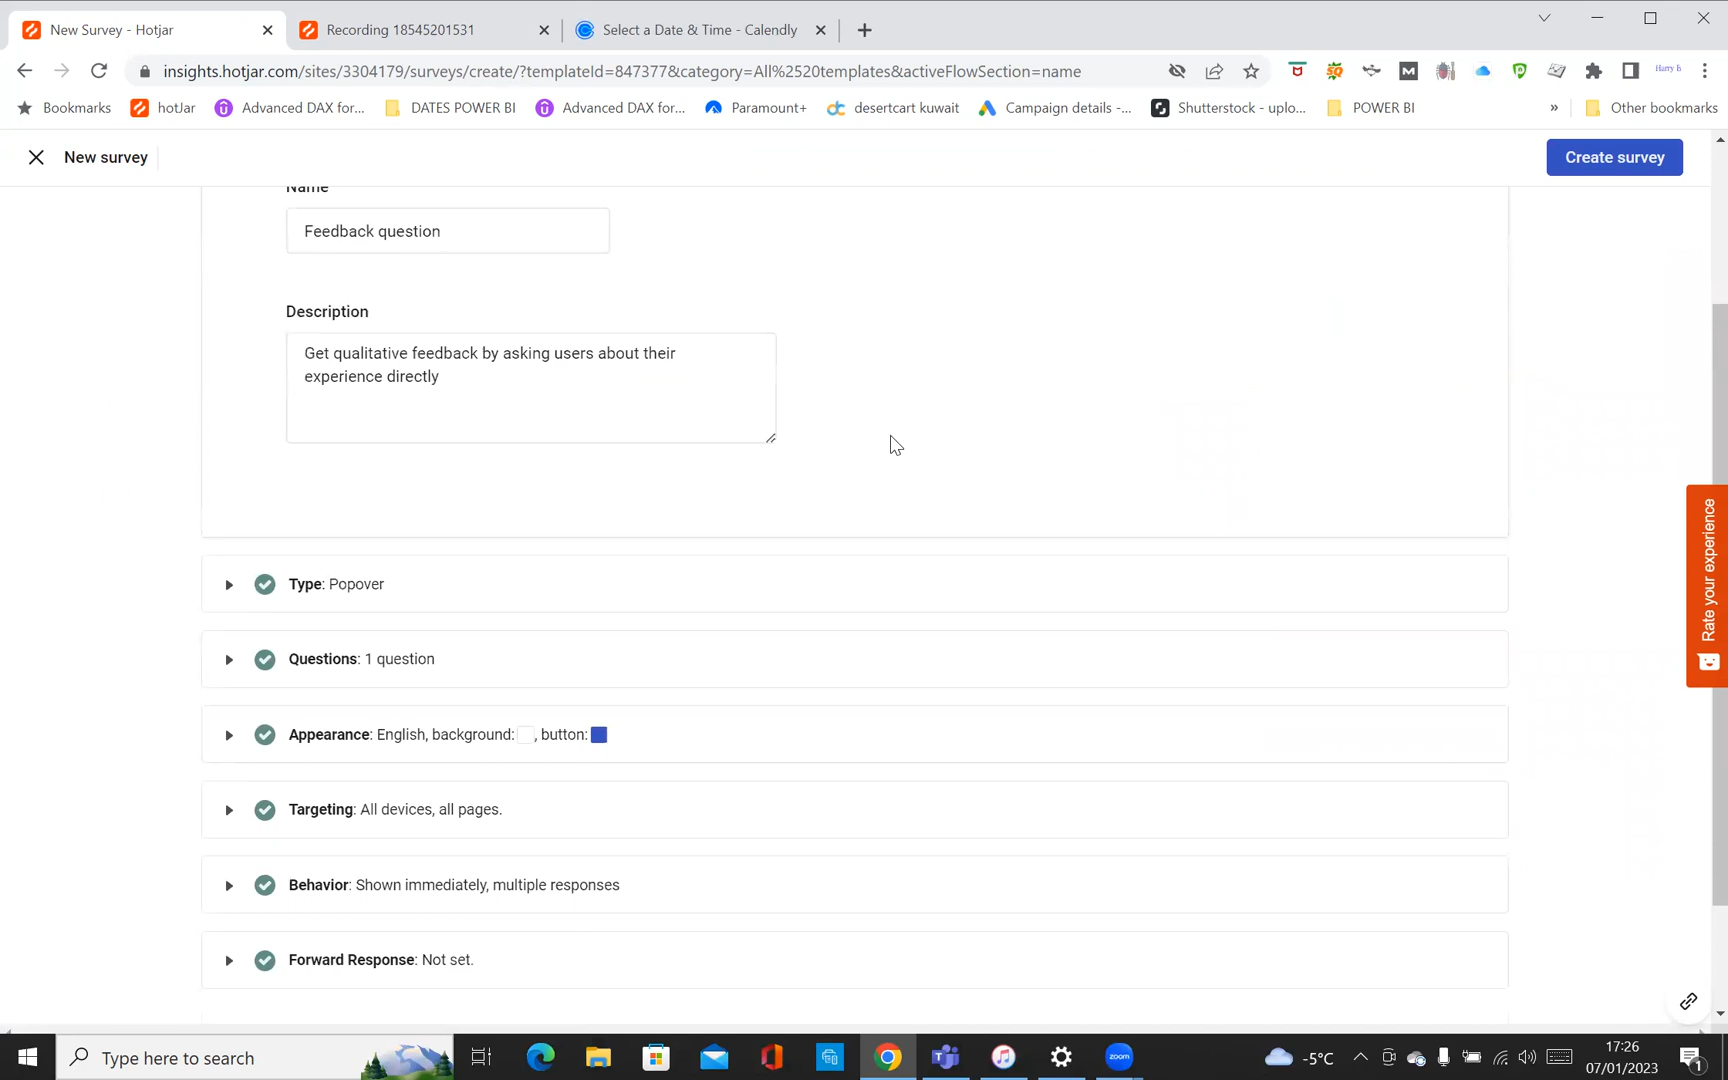 New Survey - Hotjar
Recording 18545201531
Select a Date & Time - Calendly
insights.hotjar.com/sites/3304179/surveys/create/?templateId=847377&category=All%2520templates&activeFlowSection=name
Harry B
Bookmarks
hotJar
Advanced DAX for...
DATES POWER BI
Advanced DAX for...
Paramount+
desertcart kuwait
Campaign details -...
Shutterstock - uplo...
POWER BI
»
Other bookmarks
New survey
Create survey
Name
Feedback question
Description
Get qualitative feedback by asking users about their
experience directly
Type: Popover
Questions: 1 question
Appearance: English, background: , button:
Targeting: All devices, all pages.
Behavior: Shown immediately, multiple responses
Forward Response: Not set.
Rate your experience
Type here to search
zoom
-5°C
17:26
07/01/2023
1